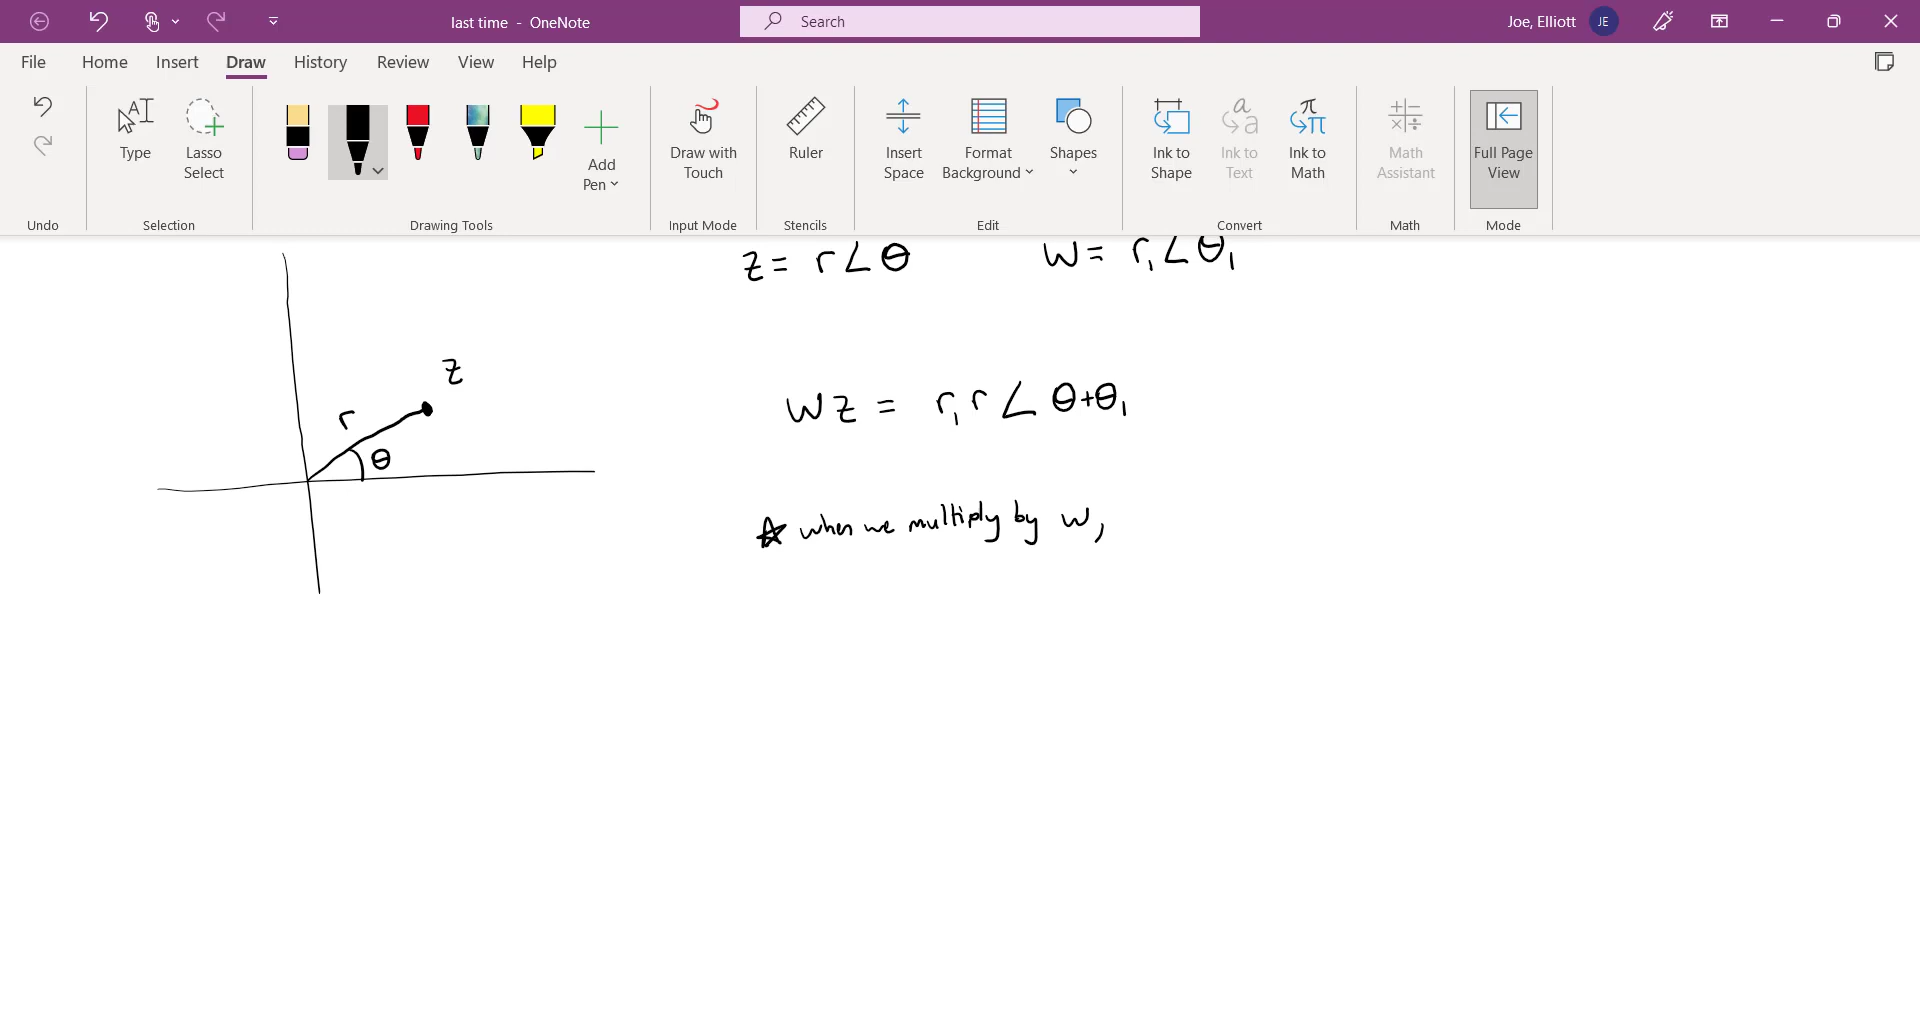 last time - OneNote
Search
Joe, Elliott
JE
File Home Insert Draw History Review View Help
Type
Lasso Select
Add Pen
Draw with Touch
Ruler
Insert Space
Format Background
Shapes
Ink to Shape
Ink to Text
Ink to Math
Math Assistant
Full Page View
Undo Selection Drawing Tools Input Mode Stencils Edit Convert Math Mode
z = r∠θ w = r₁∠θ₁
z
r
θ
wz = r₁r∠θ+θ₁
☆ when we multiply by w,